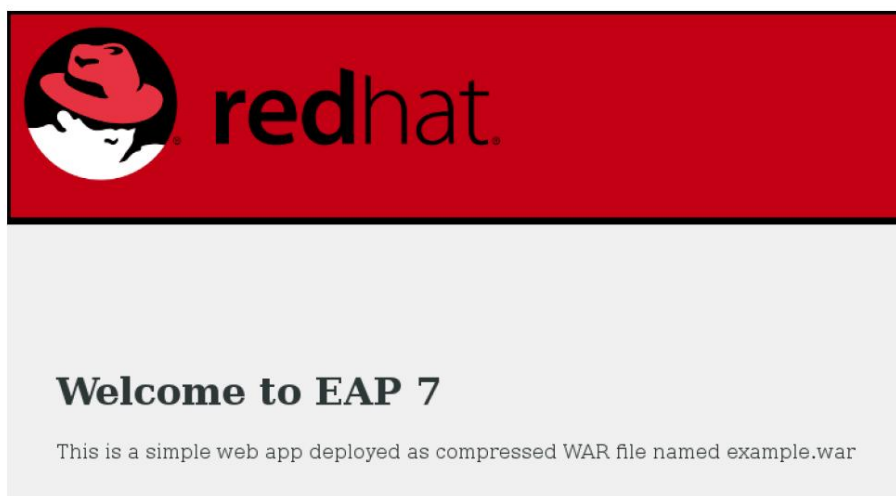 redhat.
Welcome to EAP 7
This is a simple web app deployed as compressed WAR file named example.war